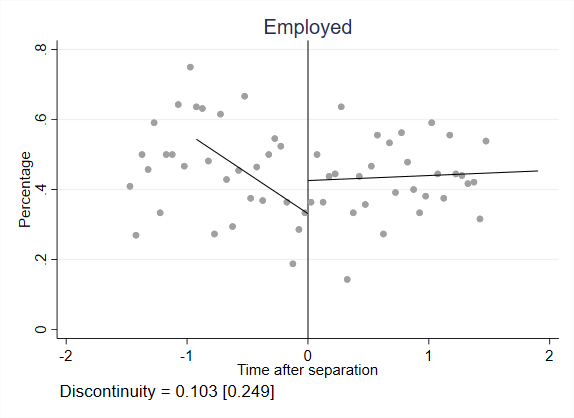 Employed
Percentage
.8
.6
.4
.2
0
-2 -1 0 1 2
Time after separation
Discontinuity = 0.103 [0.249]